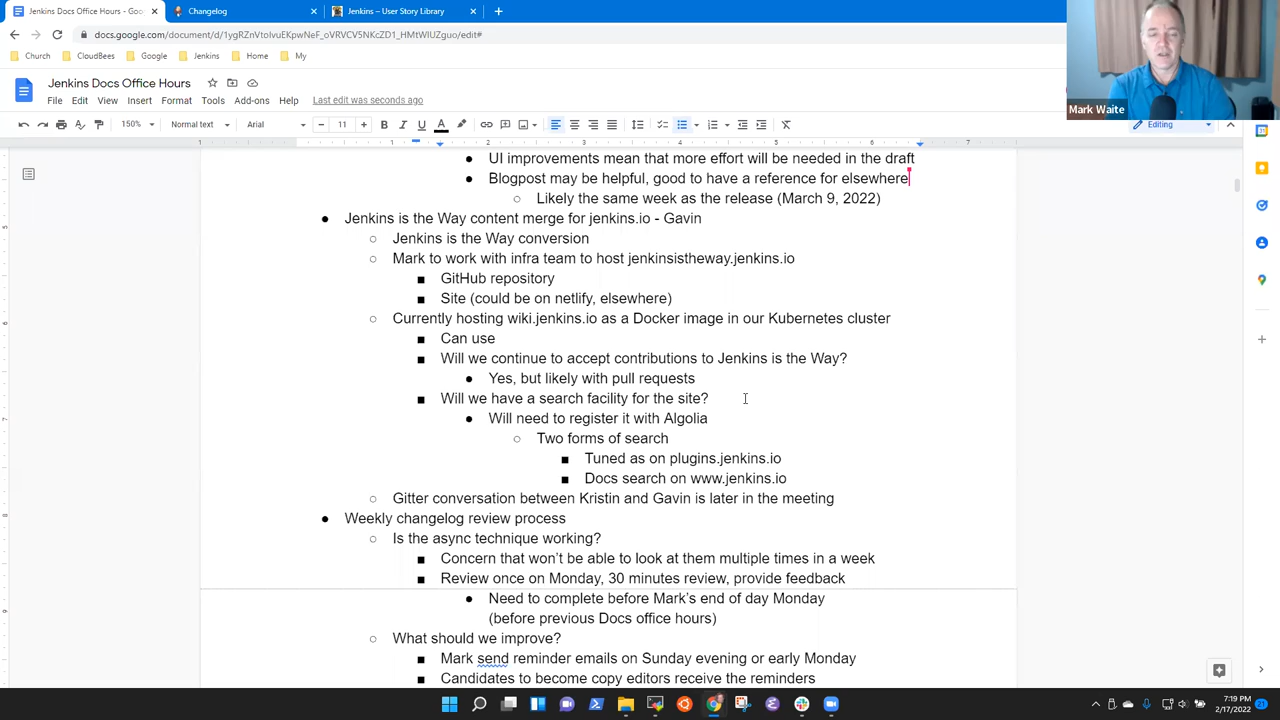 Jenkins Docs Office Hours - Goo
Changelog
Jenkins – User Story Library
docs.google.com/document/d/1ygRZnVtoIvuEKpwNeF_oVRVCV5NKcZD1_HMtWIUZguo/edit#
Church
CloudBees
Google
Jenkins
Home
My
Jenkins Docs Office Hours
File Edit View Insert Format Tools Add-ons Help Last edit was seconds ago
150% Normal text Arial 11 Editing
Mark Waite
1 1 2 3 4 5 6 7
UI improvements mean that more effort will be needed in the draft
Blogpost may be helpful, good to have a reference for elsewhere
Likely the same week as the release (March 9, 2022)
Jenkins is the Way content merge for jenkins.io - Gavin
Jenkins is the Way conversion
Mark to work with infra team to host jenkinsistheway.jenkins.io
GitHub repository
Site (could be on netlify, elsewhere)
Currently hosting wiki.jenkins.io as a Docker image in our Kubernetes cluster
Can use
Will we continue to accept contributions to Jenkins is the Way?
Yes, but likely with pull requests
Will we have a search facility for the site?
Will need to register it with Algolia
Two forms of search
Tuned as on plugins.jenkins.io
Docs search on www.jenkins.io
Gitter conversation between Kristin and Gavin is later in the meeting
Weekly changelog review process
Is the async technique working?
Concern that won't be able to look at them multiple times in a week
Review once on Monday, 30 minutes review, provide feedback
Need to complete before Mark's end of day Monday
(before previous Docs office hours)
What should we improve?
Mark send reminder emails on Sunday evening or early Monday
Candidates to become copy editors receive the reminders
7:19 PM
2/17/2022